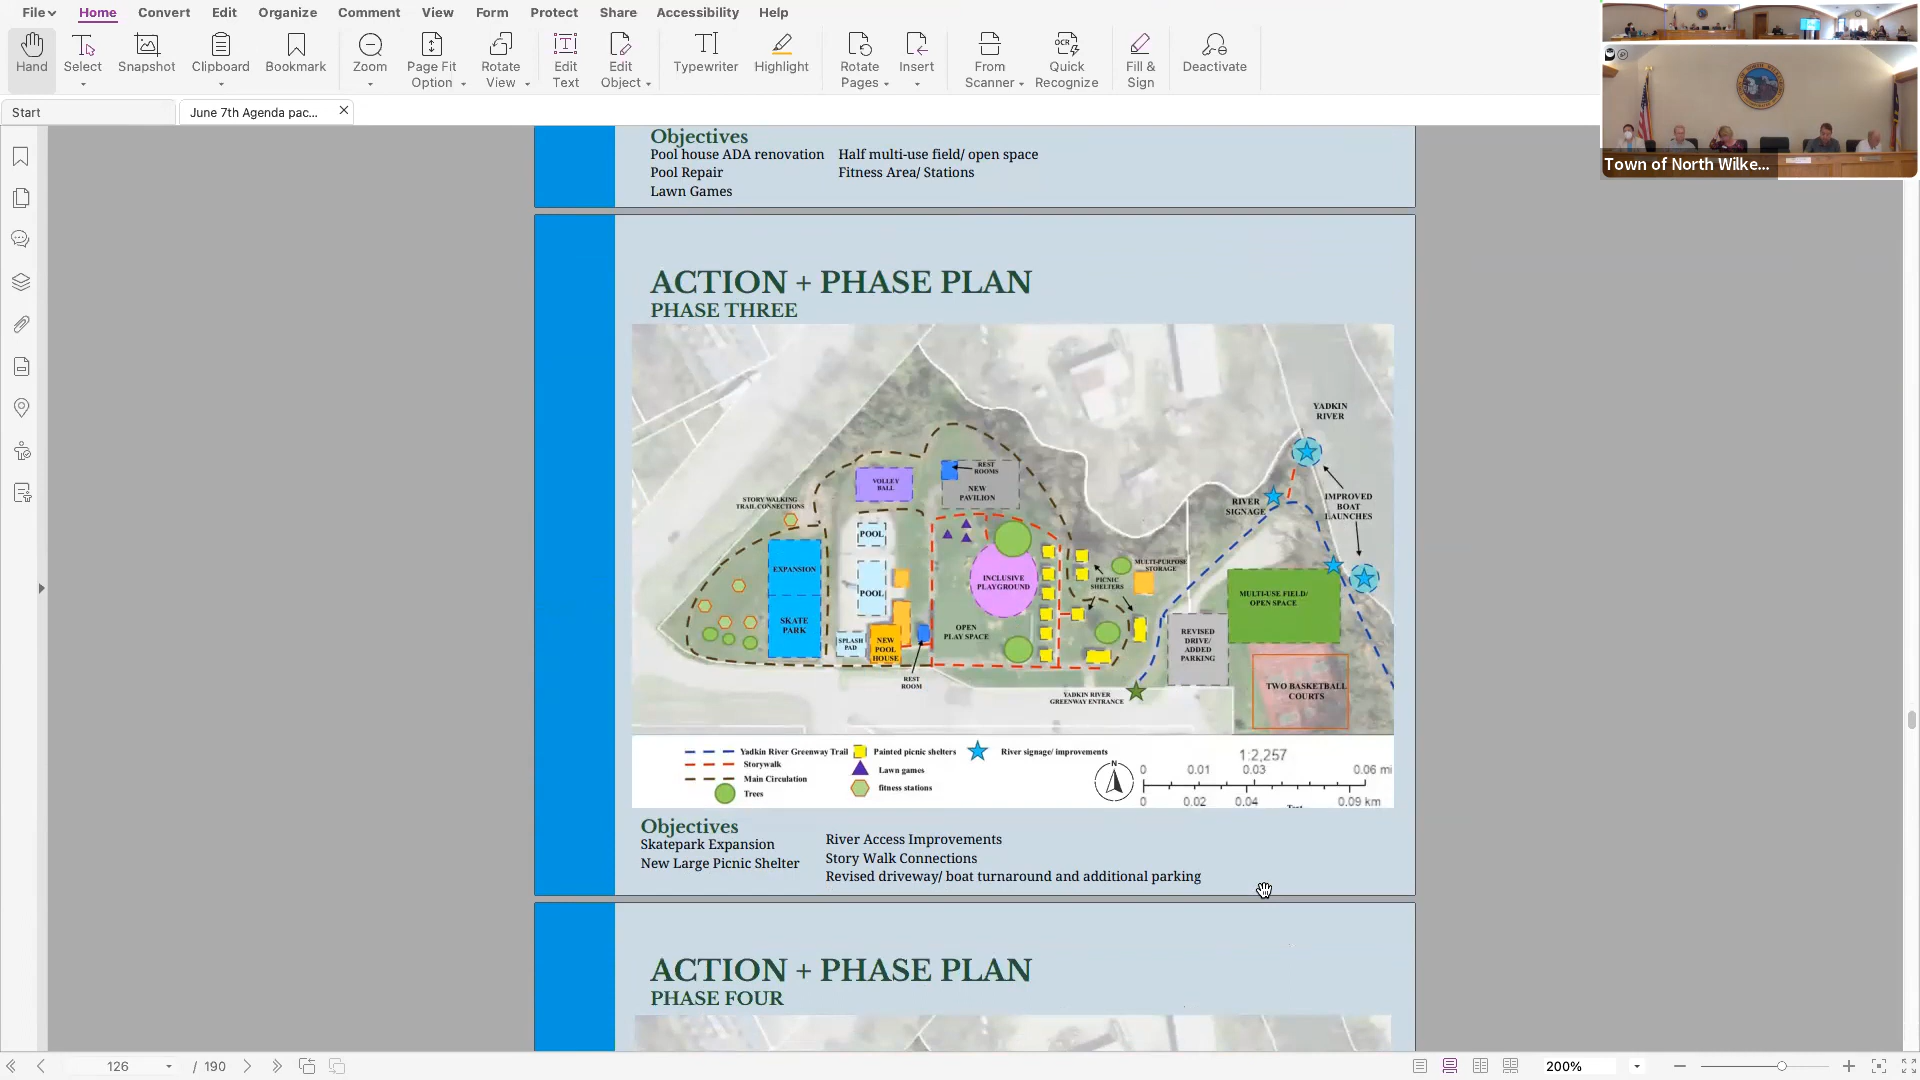 File Home Convert Edit Organize Comment View Form Protect Share Accessibility Help
Hand Select Snapshot Clipboard Bookmark Zoom Page Fit Option Rotate View Edit Text Edit Object Typewriter Highlight Rotate Pages Insert From Scanner OCR Quick Recognize Fill & Sign Deactivate
Start
June 7th Agenda pac...
Town of North Wilke...
Objectives
Pool house ADA renovation
Pool Repair
Lawn Games
Half multi-use field/ open space
Fitness Area/ Stations
ACTION + PHASE PLAN
PHASE THREE
YADKIN
RIVER
REST
ROOMS
VOLLEY
BALL
NEW
PAVILION
STORY WALKING
TRAIL CONNECTIONS
RIVER
SIGNAGE
IMPROVED
BOAT
LAUNCHES
POOL
EXPANSION
INCLUSIVE
PLAYGROUND
PICNIC
SHELTERS
MULTI-PURPOSE
STORAGE
POOL
MULTI-USE FIELD/
OPEN SPACE
SKATE
PARK
SPLASH
PAD
NEW
POOL
HOUSE
OPEN
PLAY SPACE
REVISED
DRIVE/
ADDED
PARKING
REST
ROOM
YADKIN RIVER
GREENWAY ENTRANCE
TWO BASKETBALL
COURTS
Yadkin River Greenway Trail
Storywalk
Main Circulation
Trees
Painted picnic shelters
Lawn games
fitness stations
River signage/ improvements
N
1:2,257
0 0.01 0.03 0.06 mi
0 0.02 0.04 0.09 km
Objectives
Skatepark Expansion
New Large Picnic Shelter
River Access Improvements
Story Walk Connections
Revised driveway/ boat turnaround and additional parking
ACTION + PHASE PLAN
PHASE FOUR
126 / 190
200%